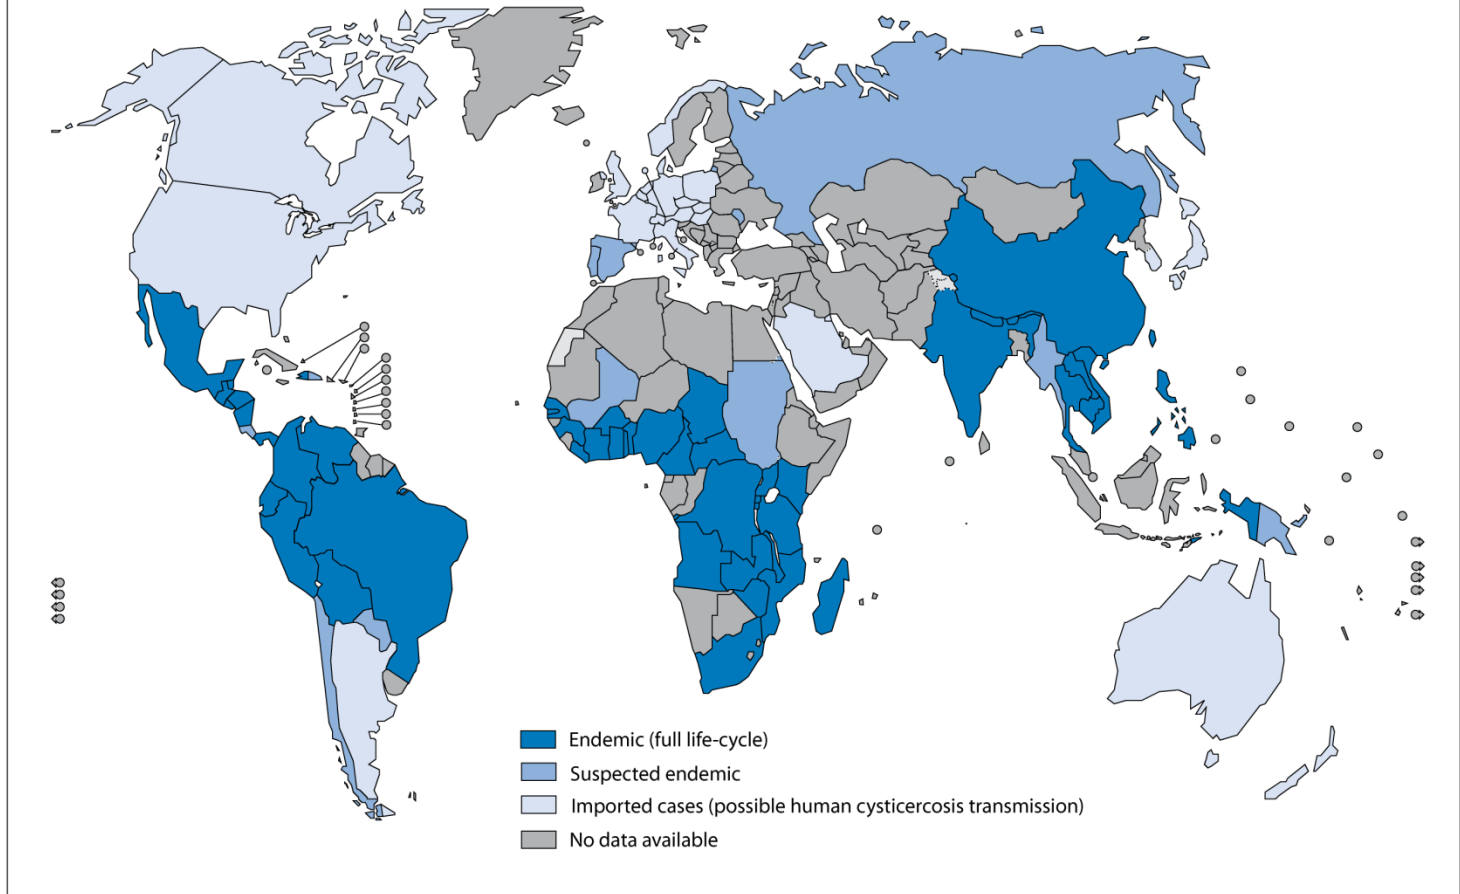 Endemic (full life-cycle)
Suspected endemic
Imported cases (possible human cysticercosis transmission)
No data available